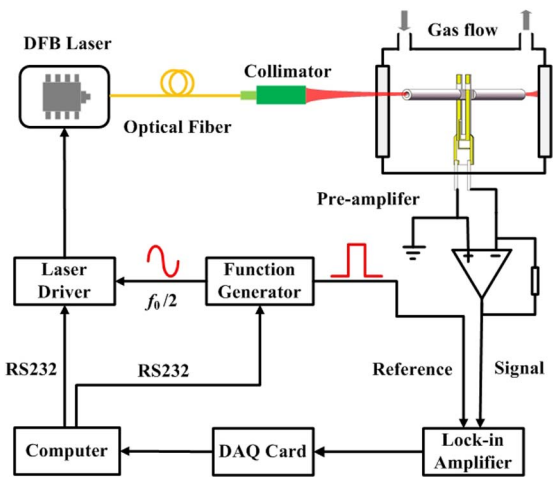 Gas flow
DFB Laser
Collimator
Optical Fiber
Pre-amplifer
+
-
Laser
Driver
f0/2
Function
Generator
RS232
RS232
Reference
Signal
Computer
DAQ Card
Lock-in
Amplifier